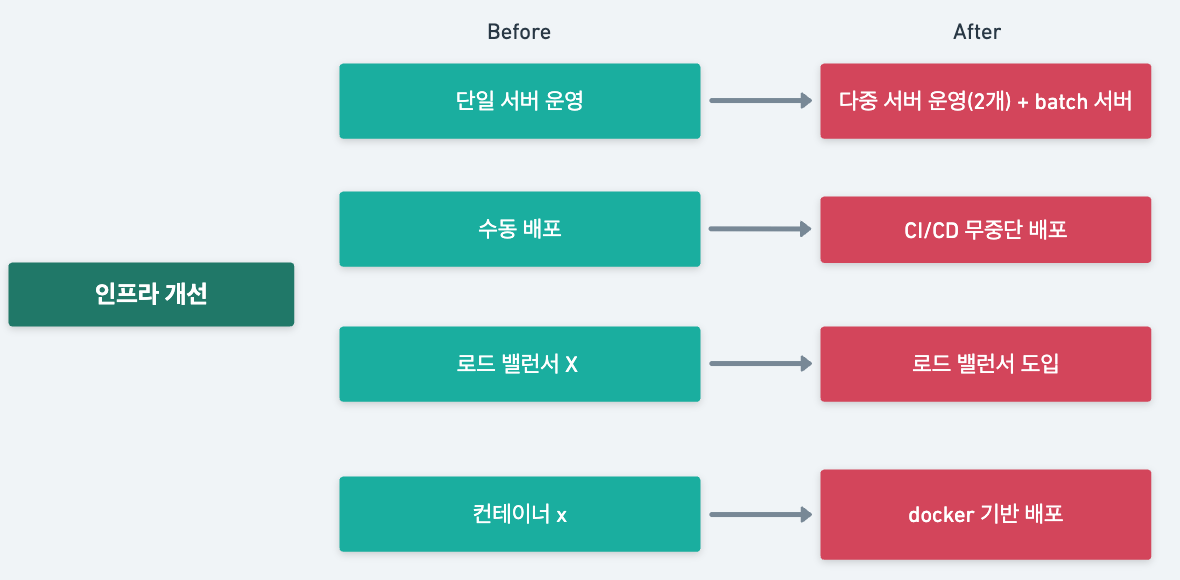 Before
After
단일 서버 운영
다중 서버 운영(2개) + batch 서버
수동 배포
CI/CD 무중단 배포
인프라 개선
로드 밸런서 X
로드 밸런서 도입
컨테이너 x
docker 기반 배포